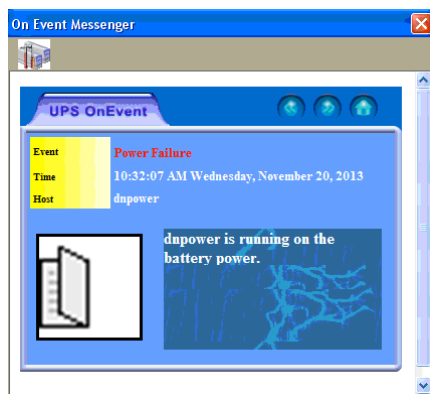 On Event Messenger
UPS OnEvent
Event Power Failure
Time 10:32:07 AM Wednesday, November 20, 2013
Host dnpower
dnpower is running on the
battery power.